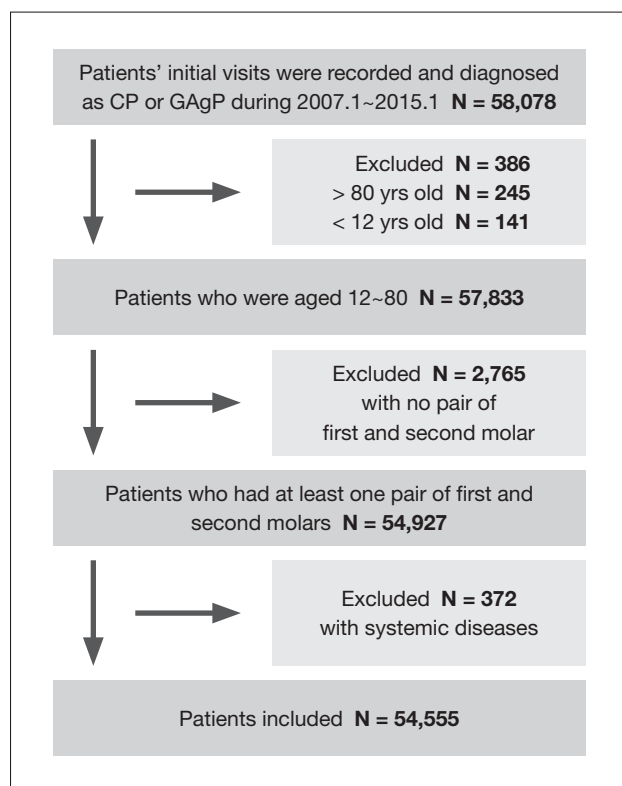 Patients’ initial visits were recorded and diagnosed
as CP or GAgP during 2007.1~2015.1 N = 58,078
Excluded N = 386
> 80 yrs old N = 245
< 12 yrs old N = 141
Patients who were aged 12~80 N = 57,833
Excluded N = 2,765
with no pair of
first and second molar
Patients who had at least one pair of first and
second molars N = 54,927
Excluded N = 372
with systemic diseases
Patients included N = 54,555